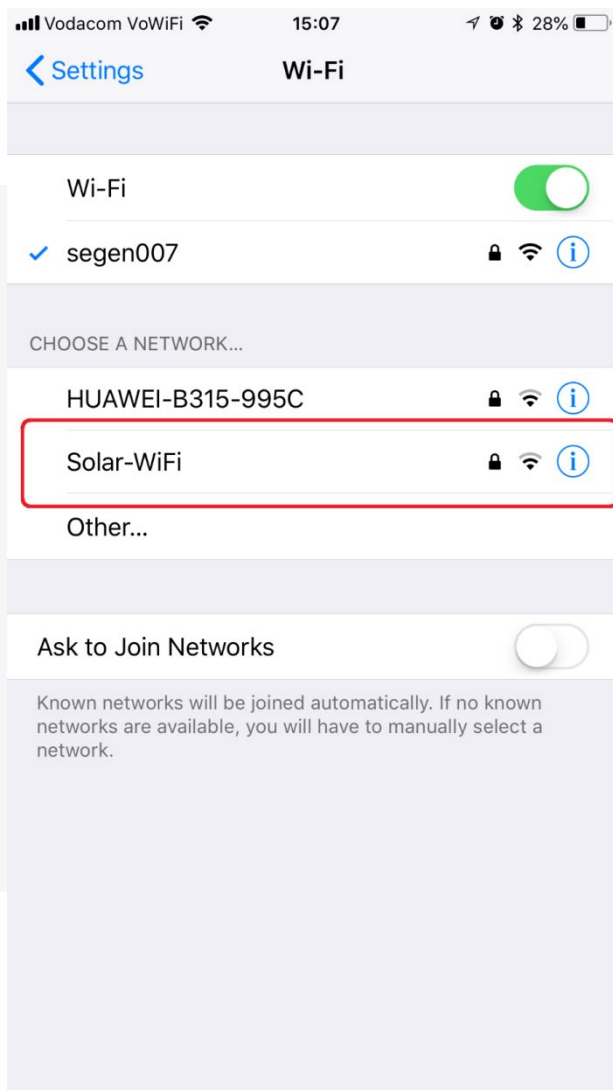 Vodacom VoWiFi 15:07 28%
Settings Wi-Fi
Wi-Fi
segen007
CHOOSE A NETWORK...
HUAWEI-B315-995C
Solar-WiFi
Other...
Ask to Join Networks
Known networks will be joined automatically. If no known
networks are available, you will have to manually select a
network.